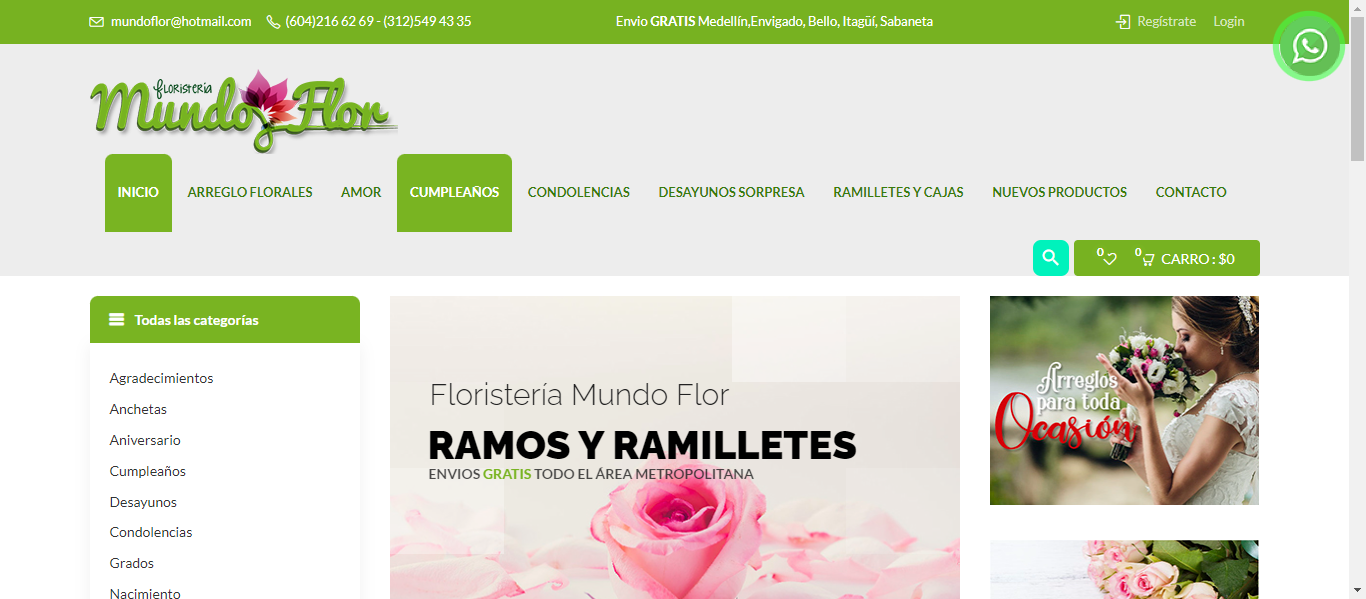 mundoflor@hotmail.com (604)216 62 69 - (312)549 43 35 Envio GRATIS Medellín,Envigado, Bello, Itagüí, Sabaneta Regístrate Login
floristería
Mundo Flor
INICIO ARREGLO FLORALES AMOR CUMPLEAÑOS CONDOLENCIAS DESAYUNOS SORPRESA RAMILLETES Y CAJAS NUEVOS PRODUCTOS CONTACTO
0 0 CARRO : $0
Todas las categorías
Agradecimientos
Anchetas
Aniversario
Cumpleaños
Desayunos
Condolencias
Grados
Nacimiento
Floristería Mundo Flor
RAMOS Y RAMILLETES
ENVIOS GRATIS TODO EL ÁREA METROPOLITANA
Arreglos
para toda
Ocasión